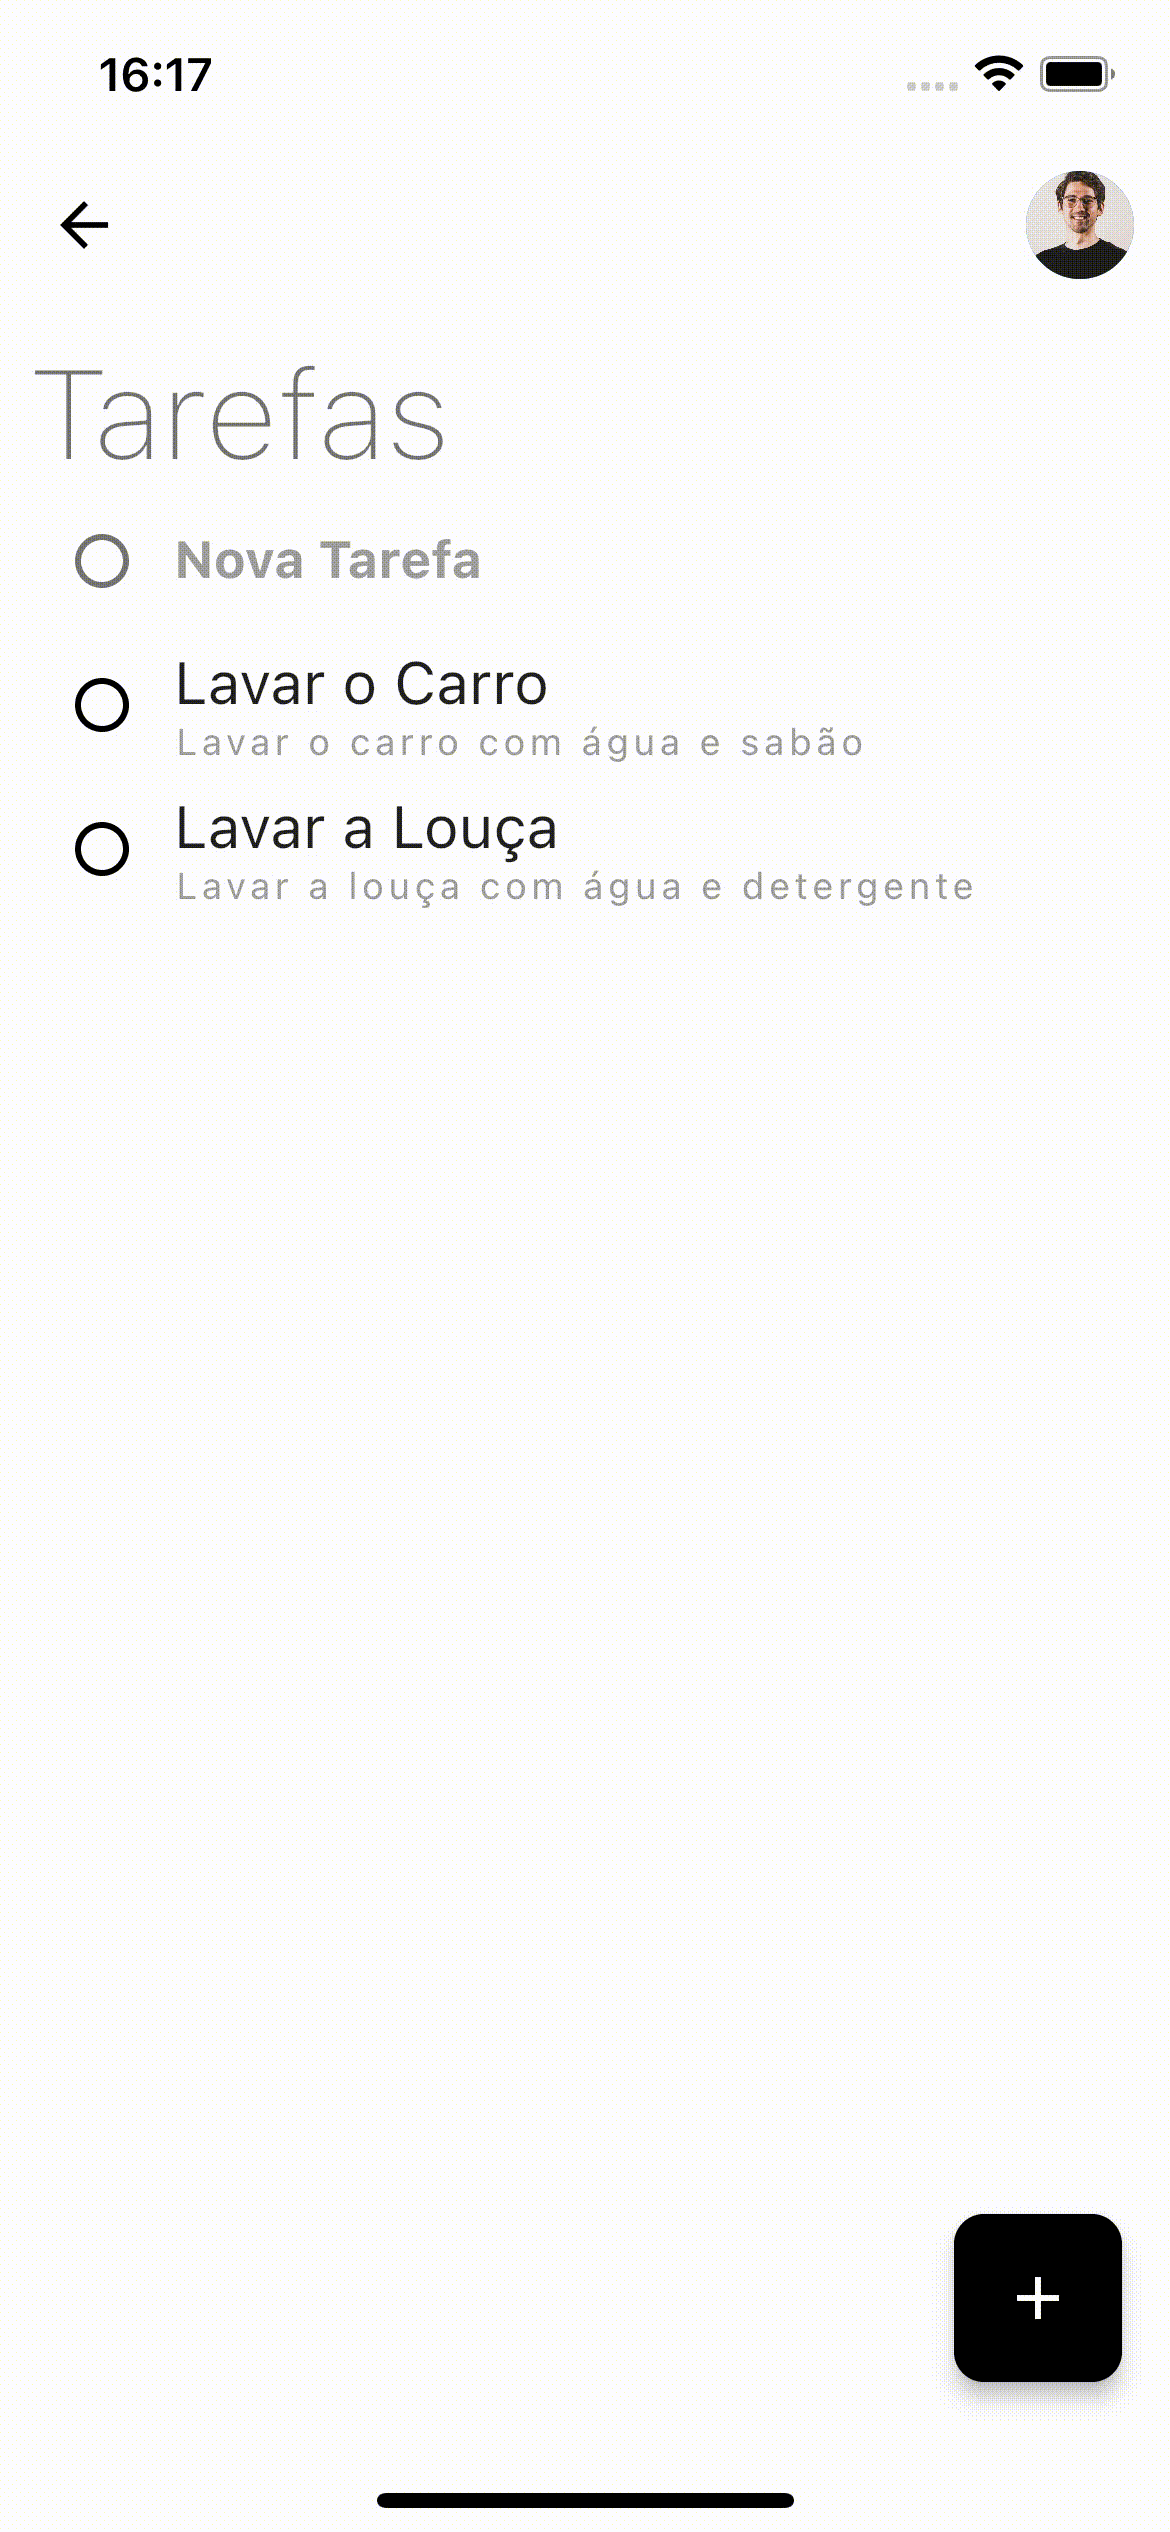 16:17
Tarefas
Nova Tarefa
Lavar o Carro
Lavar o carro com água e sabão
Lavar a Louça
Lavar a louça com água e detergente